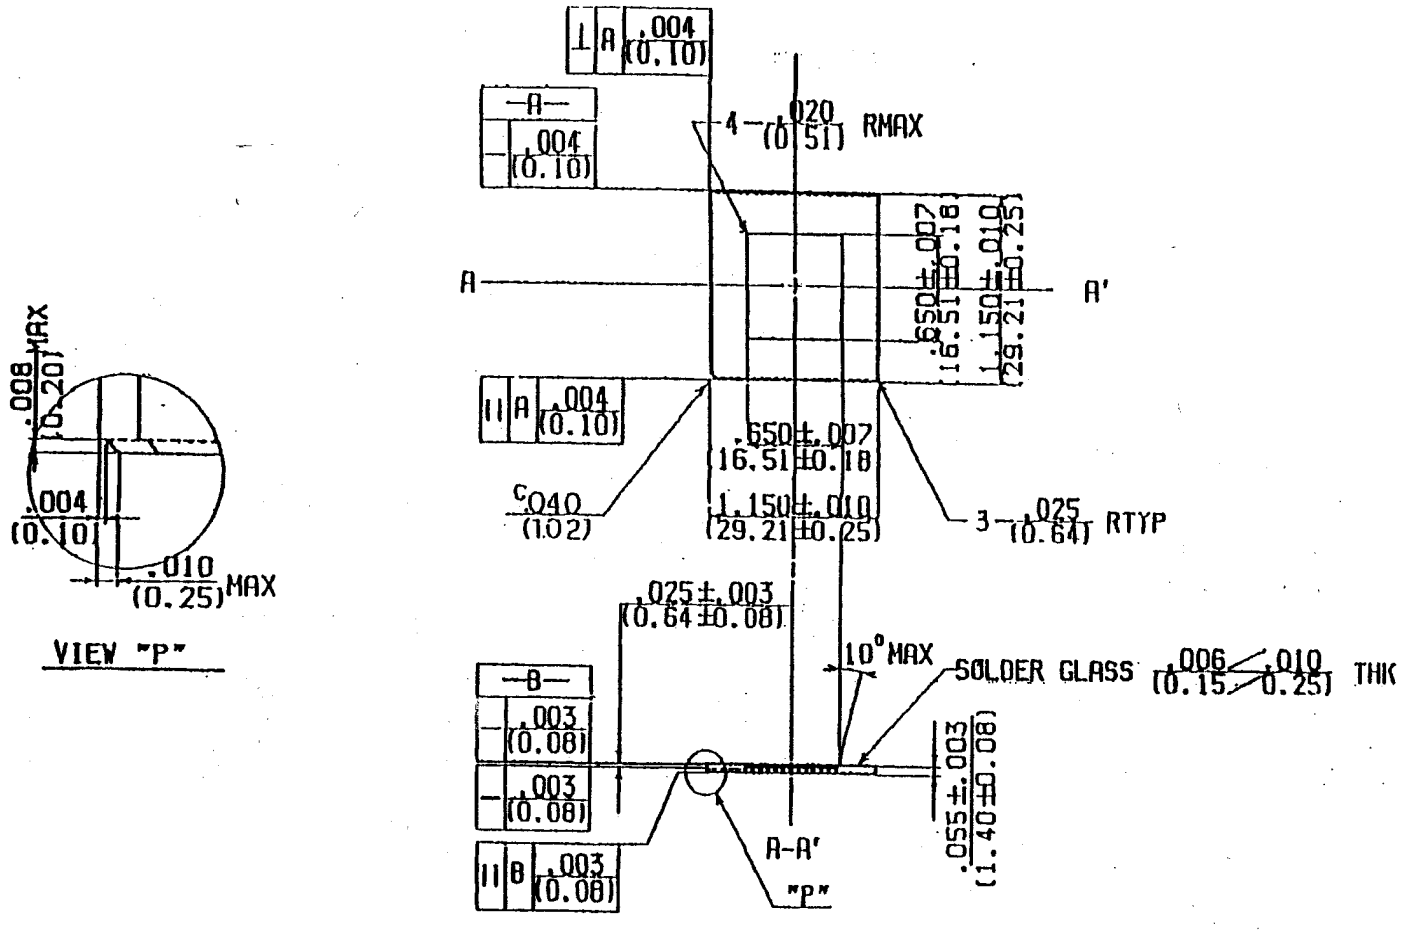 ⊥ A .004
(0.10)
—A—
— .004
(0.10)
4— .020 RMAX
(0.51)
.650±.007
(16.51±0.18)
1.150±.010
(29.21±0.25)
A
A'
|| A .004
(0.10)
.650±.007
(16.51±0.18)
C.040
(1.02)
1.150±.010
(29.21±0.25)
3— .025 RTYP
(0.64)
.008 MAX
(0.20)
.004
(0.10)
.010 MAX
(0.25)
VIEW "P"
.025±.003
(0.64±0.08)
10° MAX
SOLDER GLASS .006 / .010 THK
(0.15 / 0.25)
—B—
— .003
(0.08)
— .003
(0.08)
|| B .003
(0.08)
.055±.003
(1.40±0.08)
A-A'
"P"